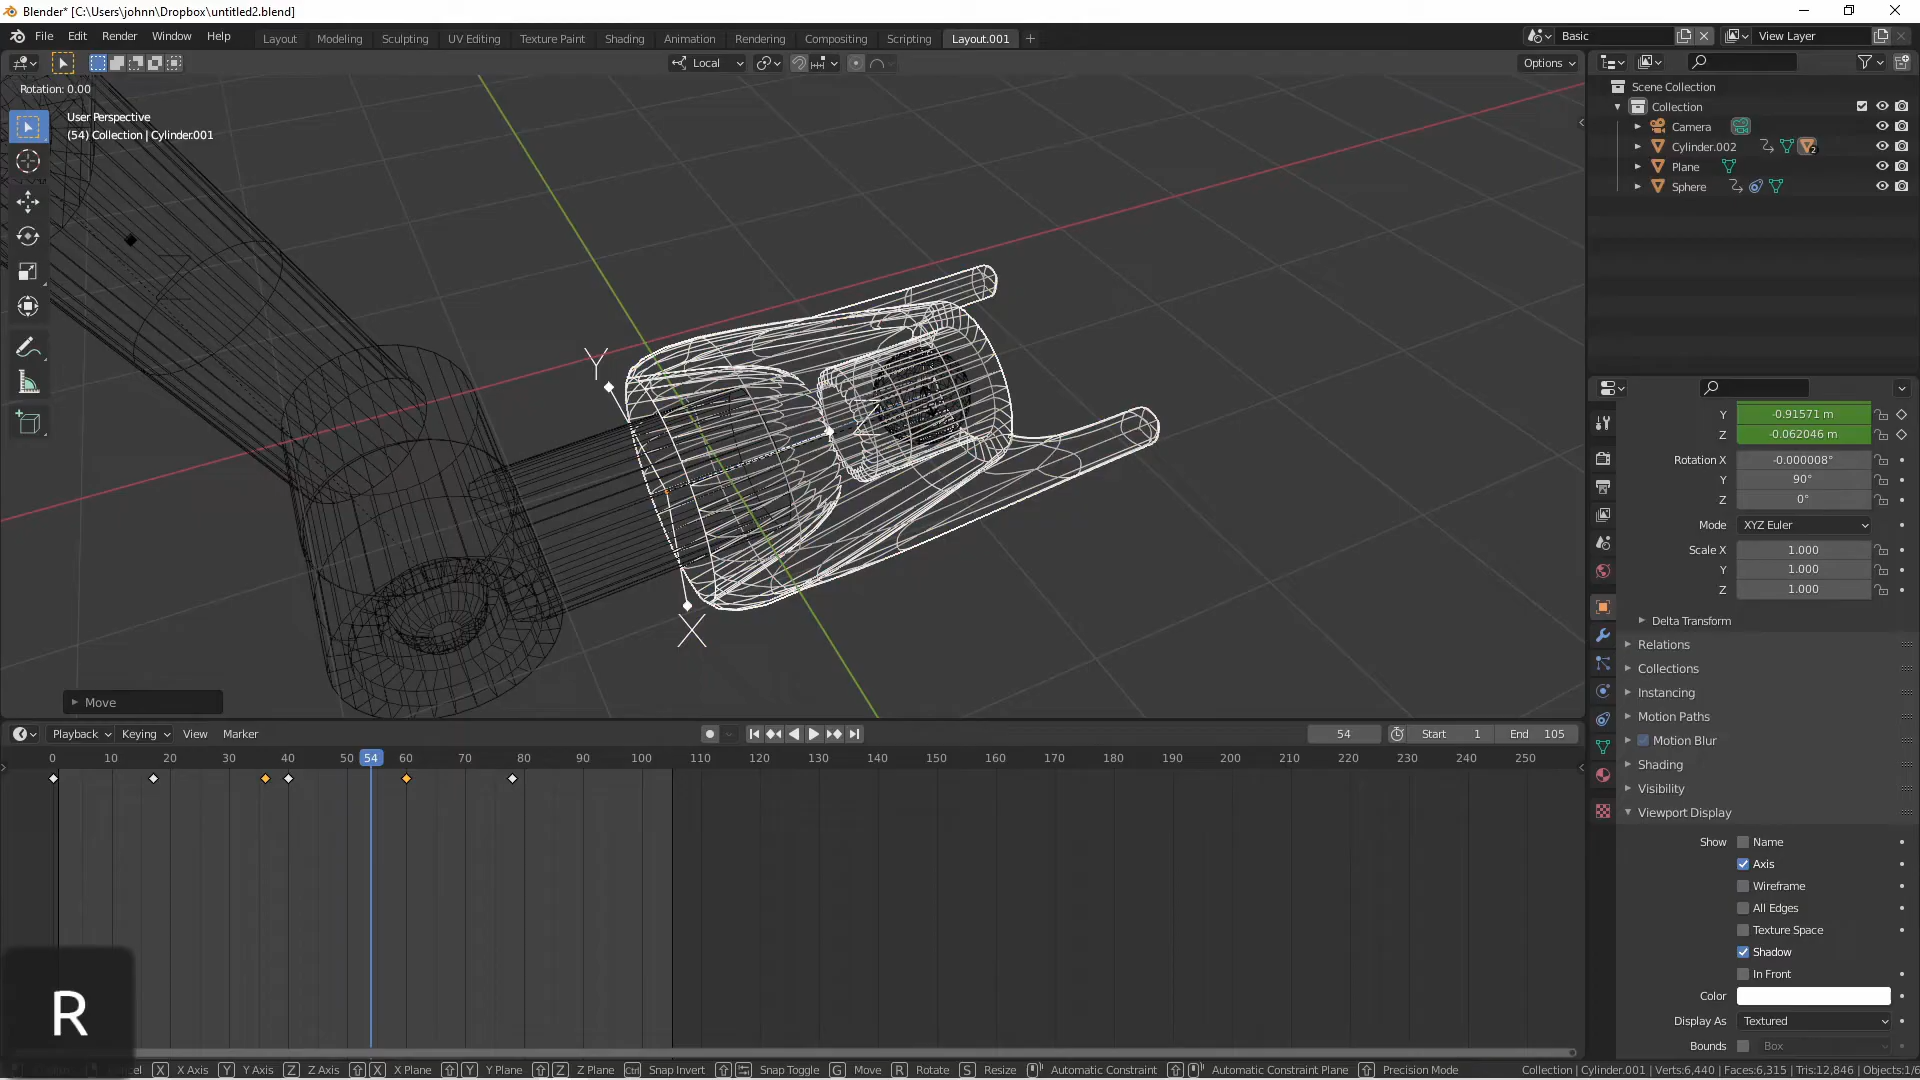 Blender* [C:\Users\johnn\Dropbox\untitled2.blend]
File Edit Render Window Help
Layout Modeling Sculpting UV Editing Texture Paint Shading Animation Rendering Compositing Scripting Layout.001 +
Basic
View Layer
Local
Options
Rotation: 0.00
User Perspective
(54) Collection | Cylinder.001
Y
X
Z
Move
Scene Collection
Collection
Camera
Cylinder.002
2
Plane
Sphere
Y -0.91571 m
Z -0.062046 m
Rotation X -0.000008°
Y 90°
Z 0°
Mode XYZ Euler
Scale X 1.000
Y 1.000
Z 1.000
Delta Transform
Relations
Collections
Instancing
Motion Paths
Motion Blur
Shading
Visibility
Viewport Display
Show Name
Axis
Wireframe
All Edges
Texture Space
Shadow
In Front
Color
Display As Textured
Bounds Box
Playback Keying View Marker
54 Start 1 End 105
0 10 20 30 40 50 54 60 70 80 90 100 110 120 130 140 150 160 170 180 190 200 210 220 230 240 250
R
X X Axis Y Y Axis Z Z Axis X X Plane Y Y Plane Z Z Plane Ctrl Snap Invert Snap Toggle G Move R Rotate S Resize Automatic Constraint Automatic Constraint Plane Precision Mode
Collection | Cylinder.001 | Verts:6,440 | Faces:6,315 | Tris:12,846 | Objects:1/6